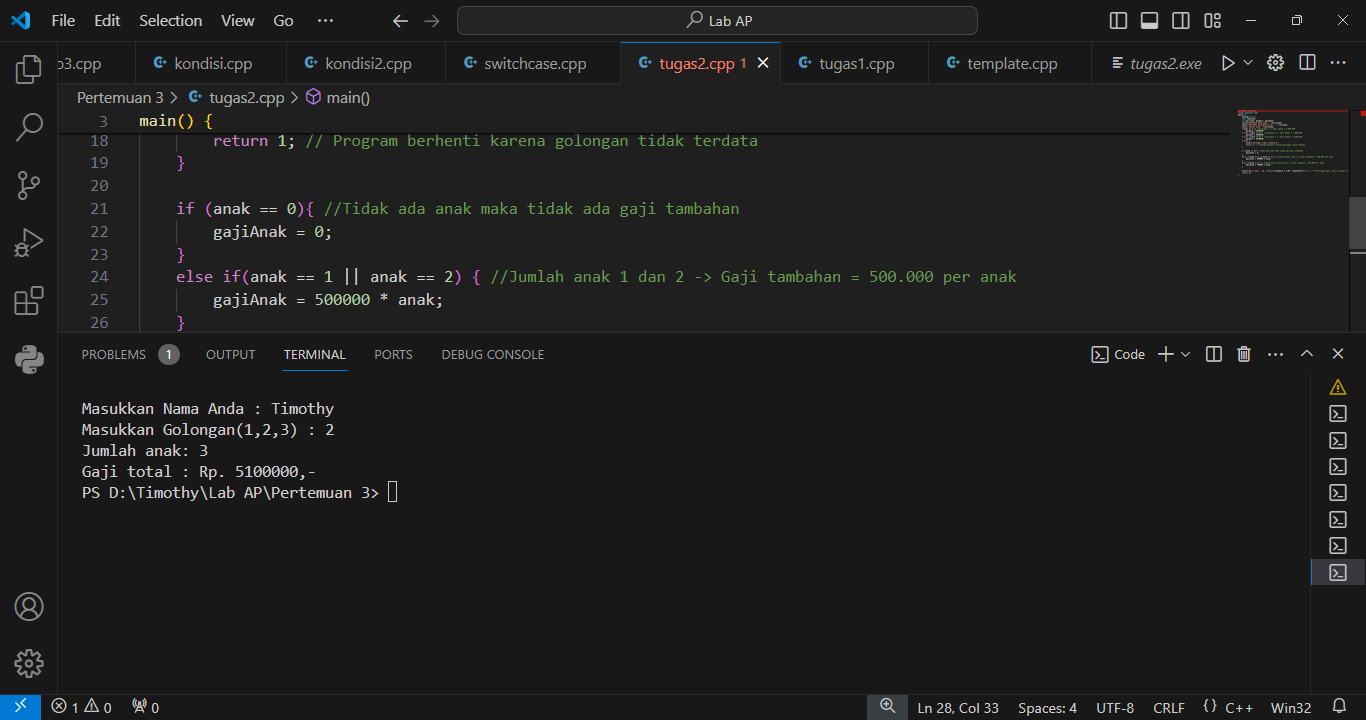 File Edit Selection View Go ··· Lab AP
o3.cpp kondisi.cpp kondisi2.cpp switchcase.cpp tugas2.cpp 1 tugas1.cpp template.cpp tugas2.exe
Pertemuan 3 > tugas2.cpp > main()
3 main() {
18 return 1; // Program berhenti karena golongan tidak terdata
19 }
20
21 if (anak == 0){ //Tidak ada anak maka tidak ada gaji tambahan
22 gajiAnak = 0;
23 }
24 else if(anak == 1 || anak == 2) { //Jumlah anak 1 dan 2 -> Gaji tambahan = 500.000 per anak
25 gajiAnak = 500000 * anak;
26 }
PROBLEMS 1 OUTPUT TERMINAL PORTS DEBUG CONSOLE Code
Masukkan Nama Anda : Timothy
Masukkan Golongan(1,2,3) : 2
Jumlah anak: 3
Gaji total : Rp. 5100000,-
PS D:\Timothy\Lab AP\Pertemuan 3>
1 0 0 Ln 28, Col 33 Spaces: 4 UTF-8 CRLF {} C++ Win32